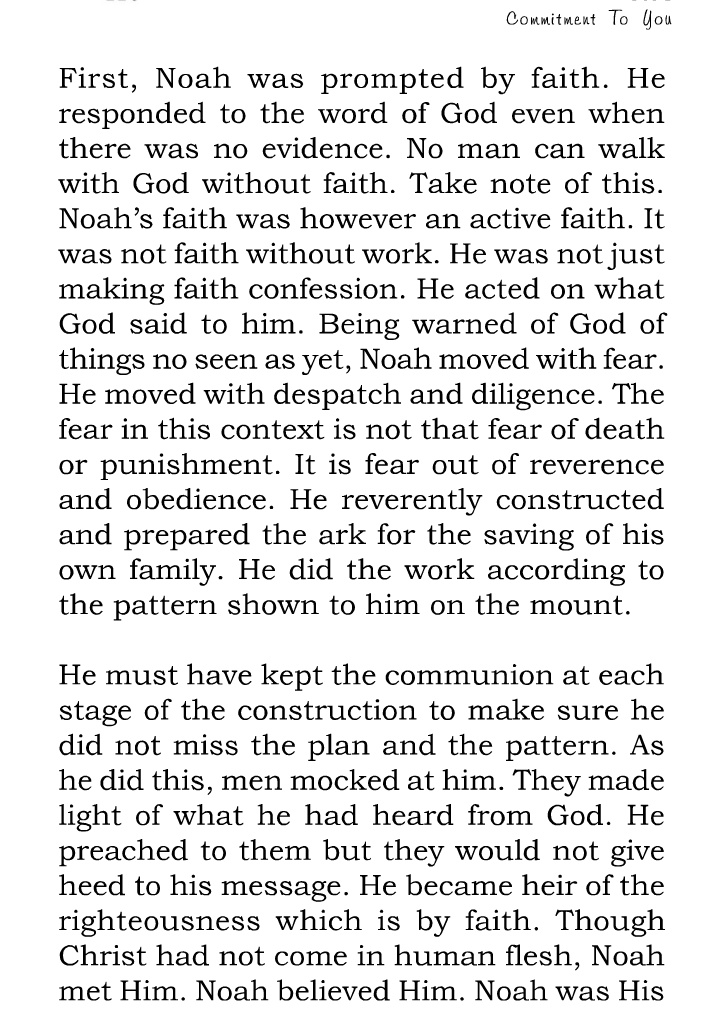 Commitment To You
First, Noah was prompted by faith. He
responded to the word of God even when
there was no evidence. No man can walk
with God without faith. Take note of this.
Noah’s faith was however an active faith. It
was not faith without work. He was not just
making faith confession. He acted on what
God said to him. Being warned of God of
things no seen as yet, Noah moved with fear.
He moved with despatch and diligence. The
fear in this context is not that fear of death
or punishment. It is fear out of reverence
and obedience. He reverently constructed
and prepared the ark for the saving of his
own family. He did the work according to
the pattern shown to him on the mount.
He must have kept the communion at each
stage of the construction to make sure he
did not miss the plan and the pattern. As
he did this, men mocked at him. They made
light of what he had heard from God. He
preached to them but they would not give
heed to his message. He became heir of the
righteousness which is by faith. Though
Christ had not come in human flesh, Noah
met Him. Noah believed Him. Noah was His